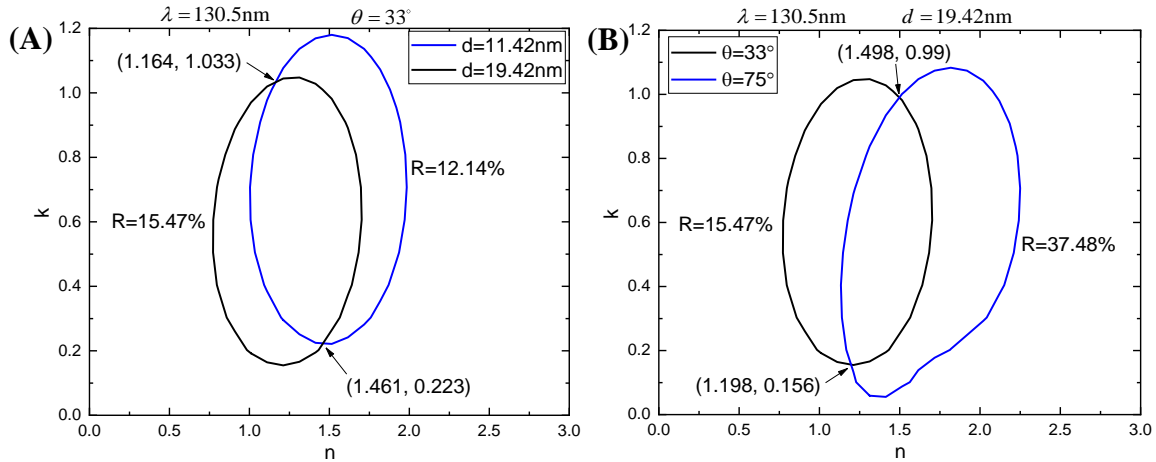 (A)
λ = 130.5nm θ = 33°
d=11.42nm
d=19.42nm
(1.164, 1.033)
R=12.14%
R=15.47%
(1.461, 0.223)
k
1.2
1.0
0.8
0.6
0.4
0.2
0.0
0.0 0.5 1.0 1.5 2.0 2.5 3.0
n
(B)
λ = 130.5nm d = 19.42nm
θ=33°
θ=75°
(1.498, 0.99)
R=15.47%
R=37.48%
(1.198, 0.156)
k
1.2
1.0
0.8
0.6
0.4
0.2
0.0
0.0 0.5 1.0 1.5 2.0 2.5 3.0
n